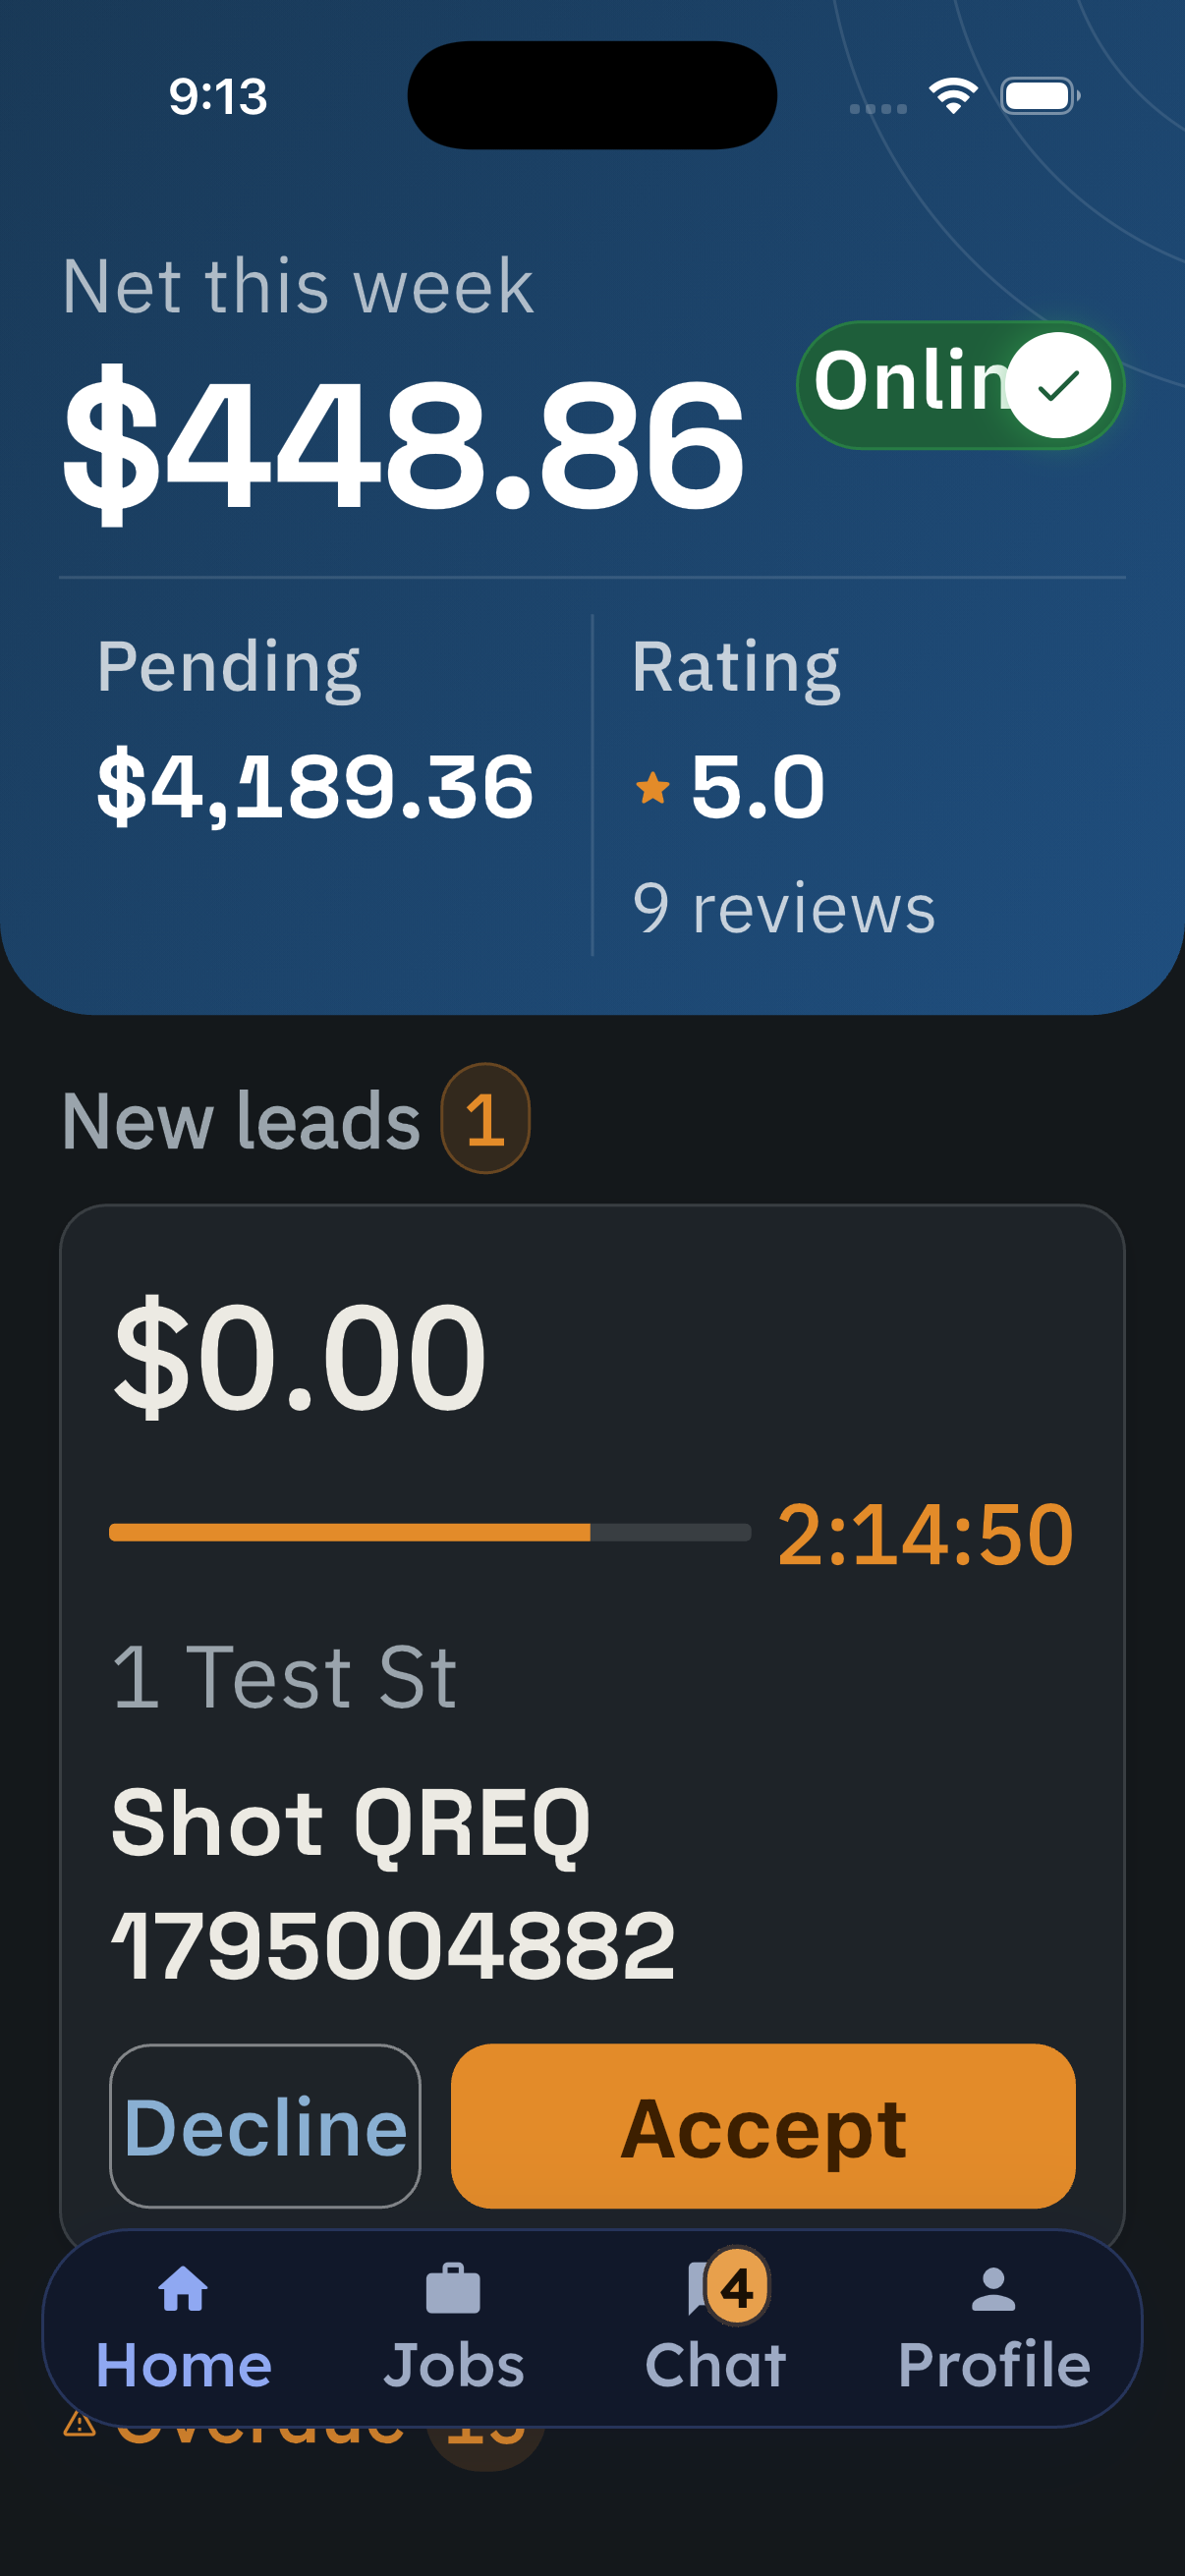 9:13
Net this week
$448.86
Onlin
Pending
$4,189.36
Rating
5.0
9 reviews
New leads 1
$0.00
2:14:50
1 Test St
Shot QREQ
1795004882
Decline
Accept
4
Home
Jobs
Chat
Profile
Overdue